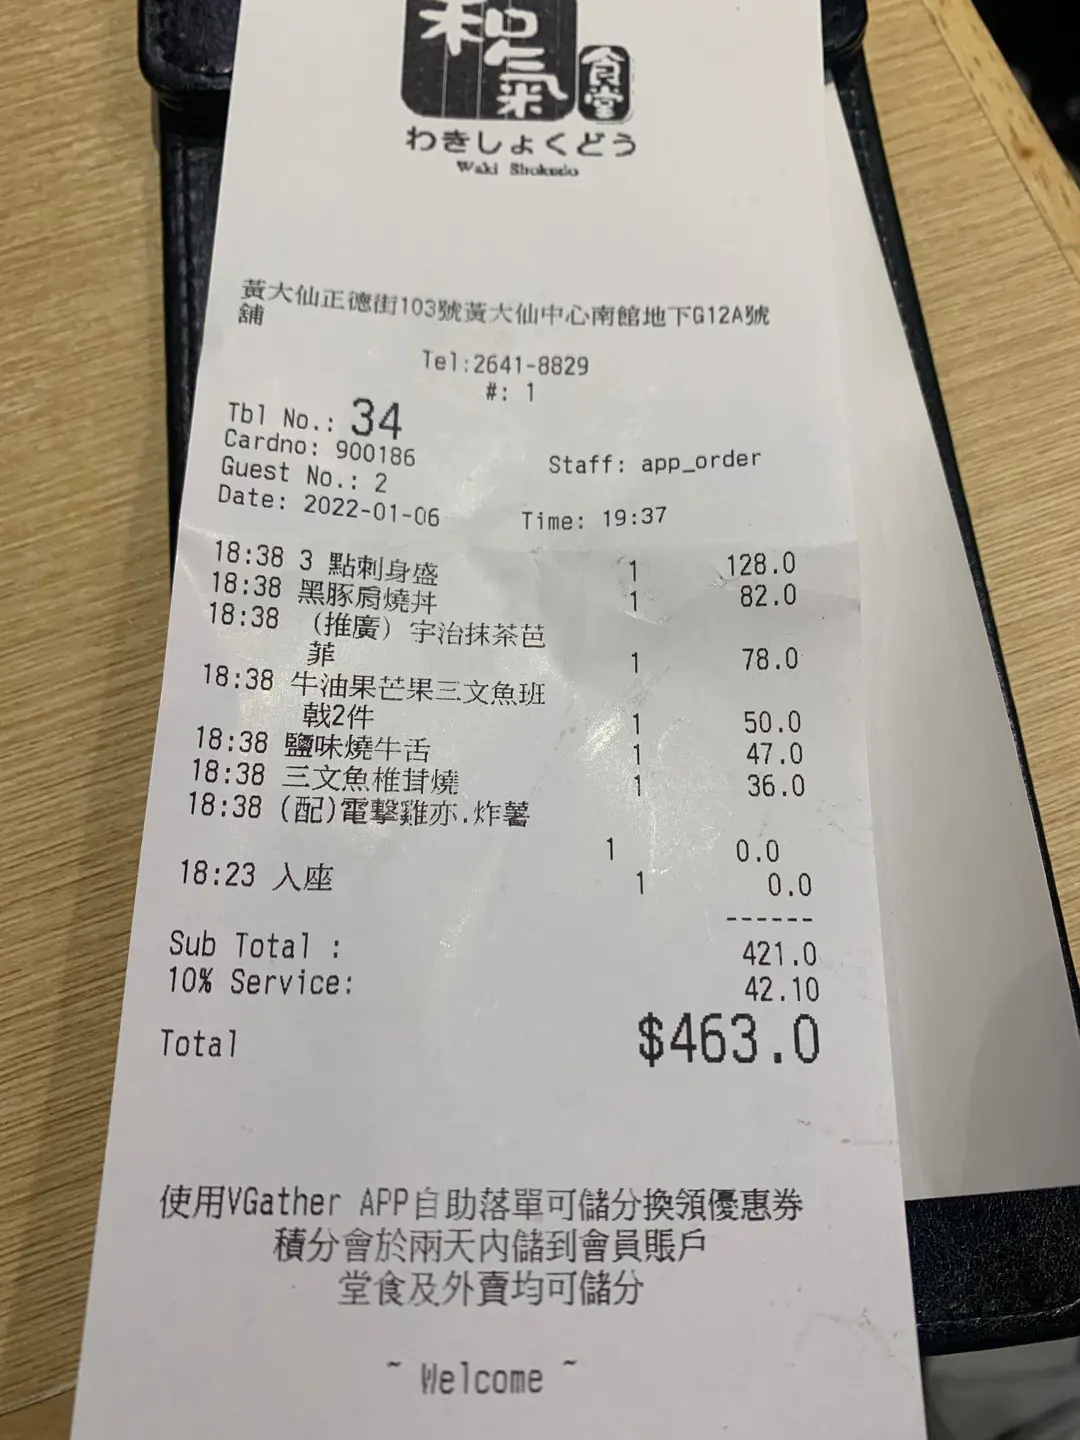 和氣
食堂
わきしょくどう
Waki Shokudo
黃大仙正德街103號黃大仙中心南館地下G12A號
舖
Tel:2641-8829
#: 1
Tbl No.: 34
Cardno: 900186
Staff: app_order
Guest No.: 2
Date: 2022-01-06 Time: 19:37
18:38 3 點刺身盛 1 128.0
18:38 黑豚肩燒丼 1 82.0
18:38 (推廣) 宇治抹茶芭
菲 1 78.0
18:38 牛油果芒果三文魚班
戟2件 1 50.0
18:38 鹽味燒牛舌 1 47.0
18:38 三文魚椎茸燒 1 36.0
18:38 (配)電擊雞亦.炸薯
1 0.0
18:23 入座 1 0.0
------
Sub Total : 421.0
10% Service: 42.10
Total $463.0
使用VGather APP自助落單可儲分換領優惠券
積分會於兩天內儲到會員賬戶
堂食及外賣均可儲分
~ Welcome ~